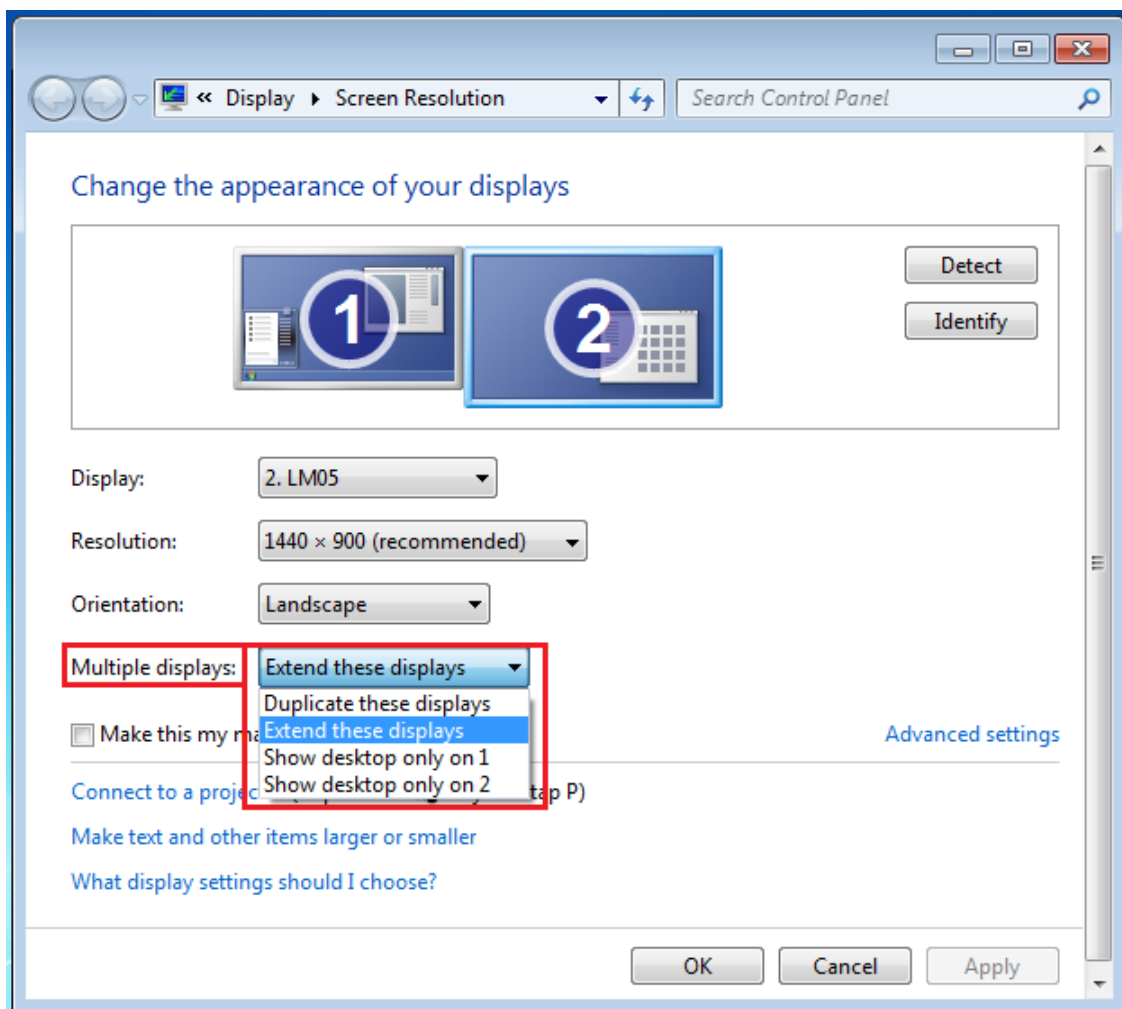 « Display ▸ Screen Resolution Search Control Panel
Change the appearance of your displays
1 2
Detect
Identify
Display: 2. LM05
Resolution: 1440 × 900 (recommended)
Orientation: Landscape
Multiple displays: Extend these displays
Duplicate these displays
Extend these displays
Show desktop only on 1
Show desktop only on 2
Make this my
Advanced settings
Connect to a tap P)
Make text and other items larger or smaller
What display settings should I choose?
OK Cancel Apply